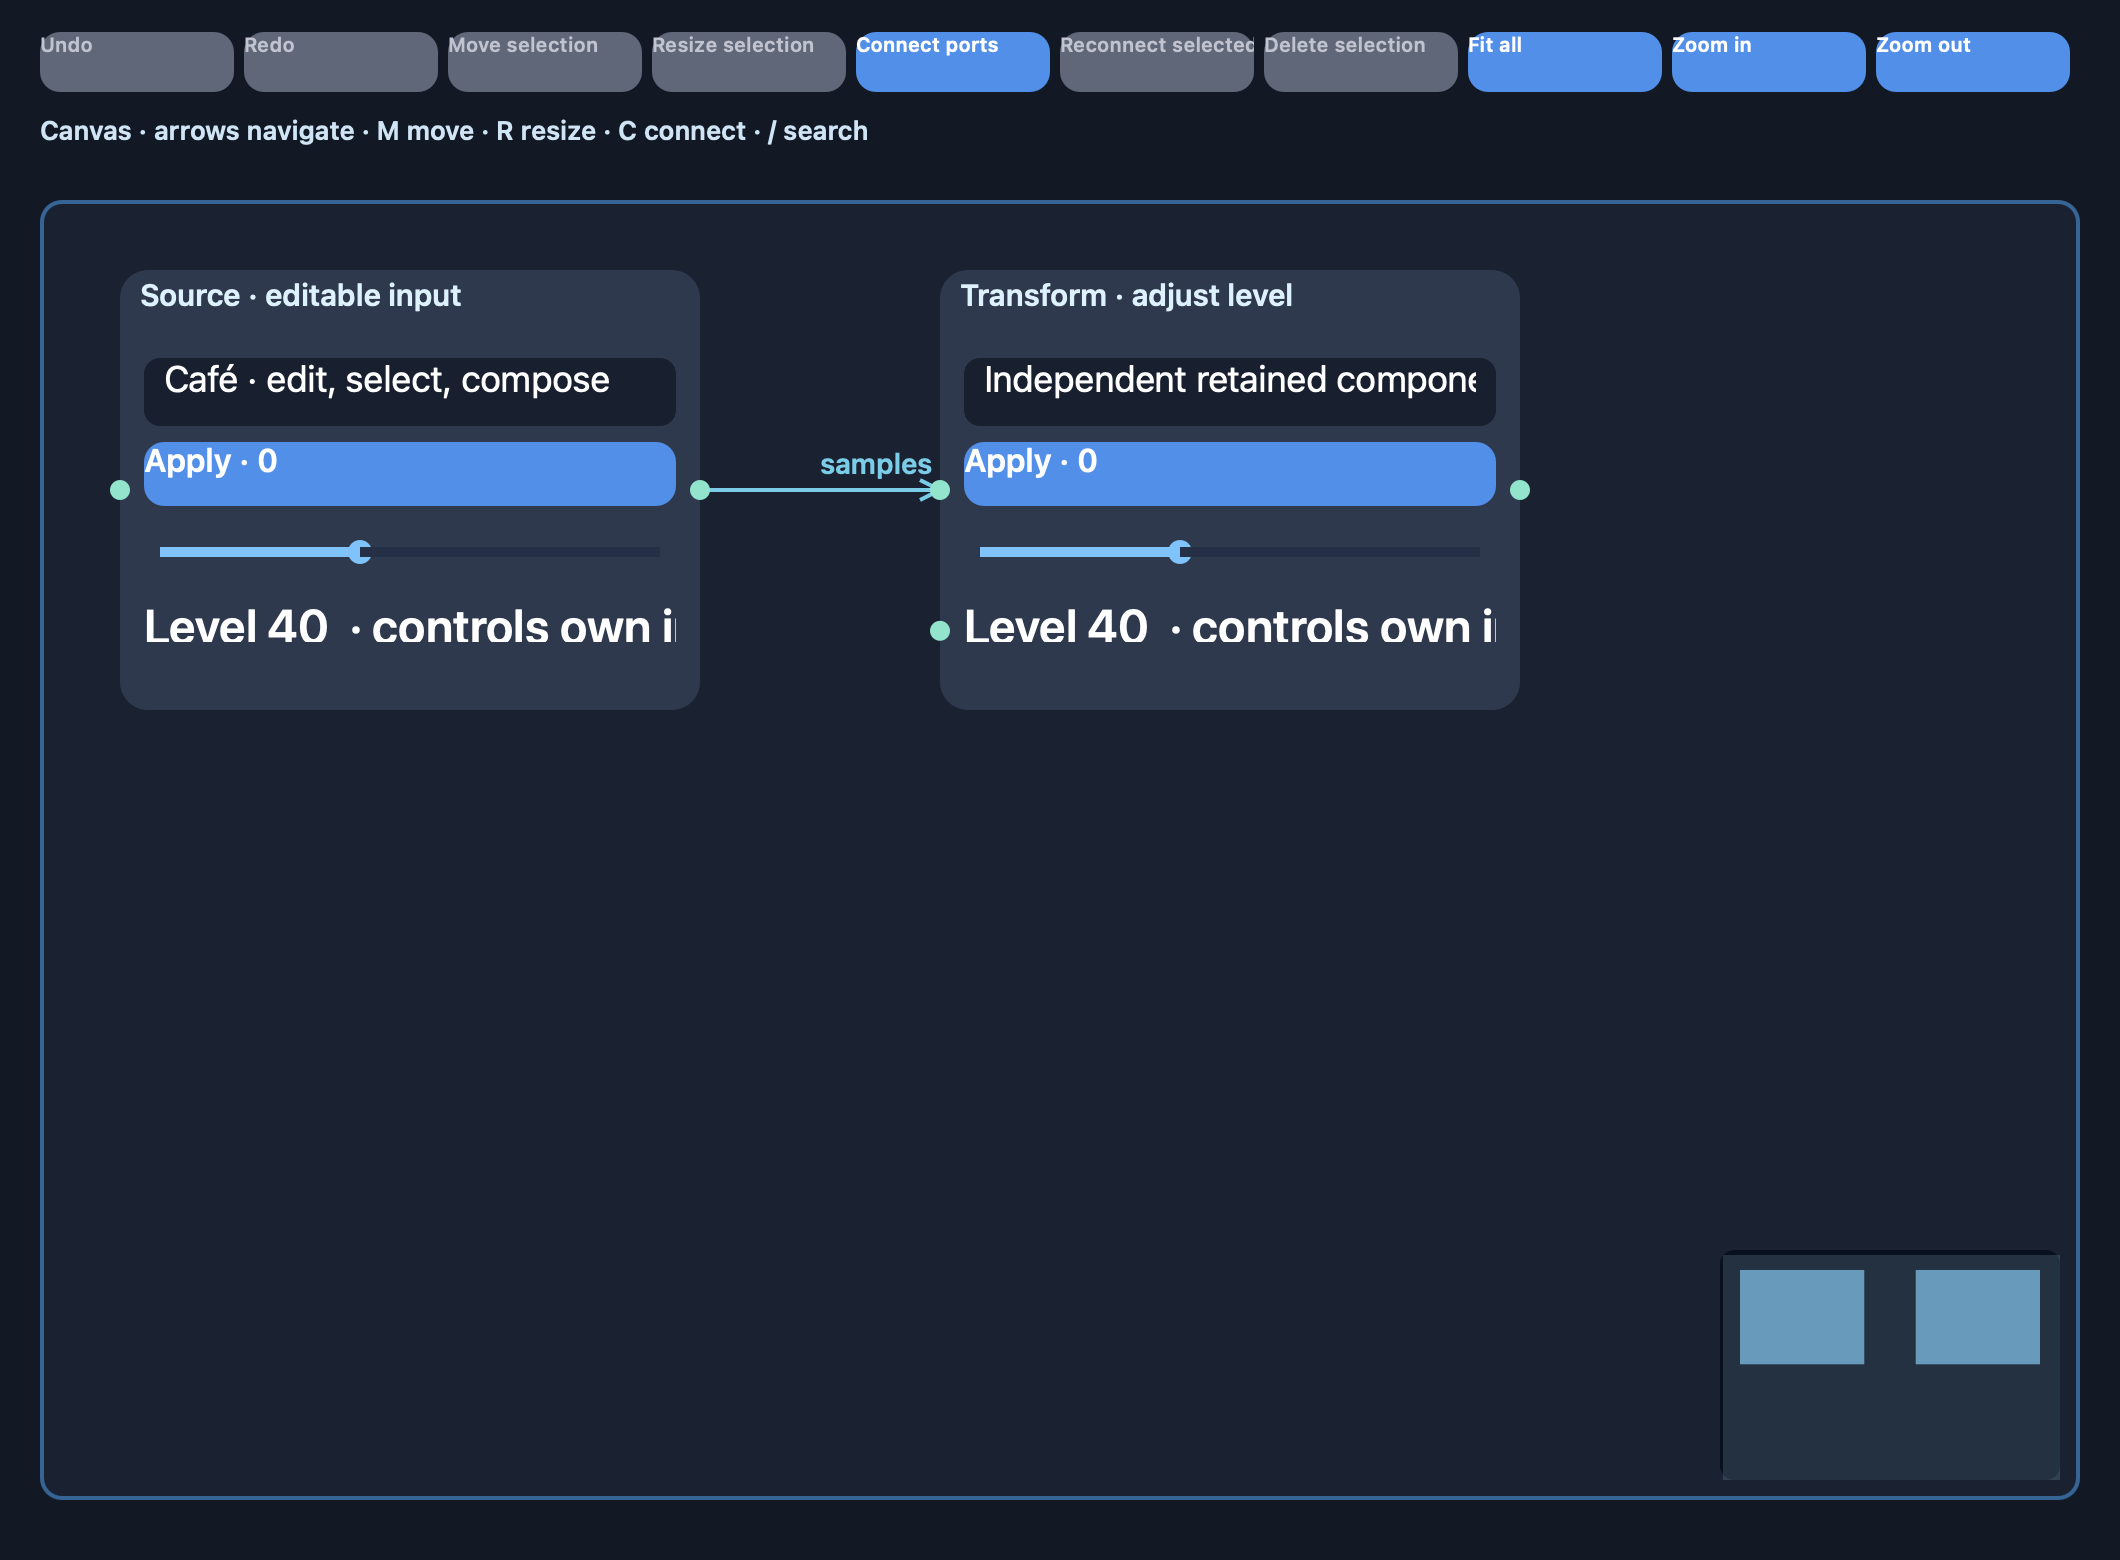 Undo
Redo
Move selection
Resize selection
Connect ports
Reconnect selected
Delete selection
Fit all
Zoom in
Zoom out
Canvas · arrows navigate · M move · R resize · C connect · / search
Source · editable input
Café · edit, select, compose
Apply · 0
Level 40 · controls own
samples
Transform · adjust level
Independent retained
Apply · 0
Level 40 · controls own